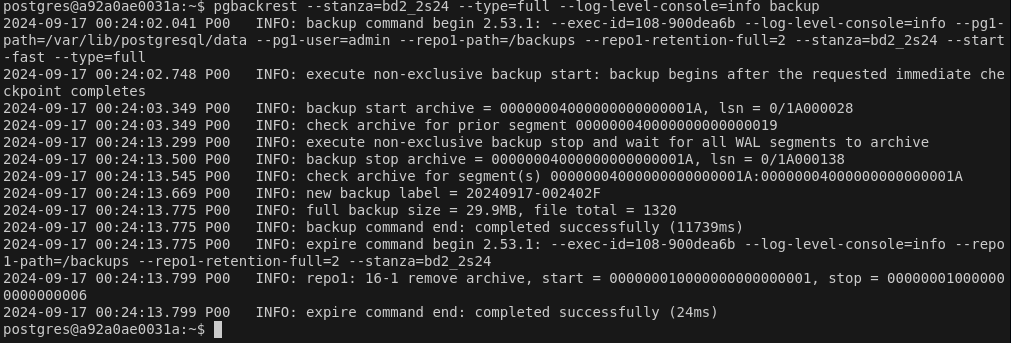 postgres@a92a0ae0031a:~$ pgbackrest --stanza=bd2_2s24 --type=full --log-level-console=info backup
2024-09-17 00:24:02.041 P00   INFO: backup command begin 2.53.1: --exec-id=108-900dea6b --log-level-console=info --pg1-
path=/var/lib/postgresql/data --pg1-user=admin --repo1-path=/backups --repo1-retention-full=2 --stanza=bd2_2s24 --start
-fast --type=full
2024-09-17 00:24:02.748 P00   INFO: execute non-exclusive backup start: backup begins after the requested immediate che
ckpoint completes
2024-09-17 00:24:03.349 P00   INFO: backup start archive = 00000004000000000000001A, lsn = 0/1A000028
2024-09-17 00:24:03.349 P00   INFO: check archive for prior segment 000000040000000000000019
2024-09-17 00:24:13.299 P00   INFO: execute non-exclusive backup stop and wait for all WAL segments to archive
2024-09-17 00:24:13.500 P00   INFO: backup stop archive = 00000004000000000000001A, lsn = 0/1A000138
2024-09-17 00:24:13.545 P00   INFO: check archive for segment(s) 00000004000000000000001A:00000004000000000000001A
2024-09-17 00:24:13.669 P00   INFO: new backup label = 20240917-002402F
2024-09-17 00:24:13.775 P00   INFO: full backup size = 29.9MB, file total = 1320
2024-09-17 00:24:13.775 P00   INFO: backup command end: completed successfully (11739ms)
2024-09-17 00:24:13.775 P00   INFO: expire command begin 2.53.1: --exec-id=108-900dea6b --log-level-console=info --repo
1-path=/backups --repo1-retention-full=2 --stanza=bd2_2s24
2024-09-17 00:24:13.799 P00   INFO: repo1: 16-1 remove archive, start = 000000010000000000000001, stop = 00000001000000
0000000006
2024-09-17 00:24:13.799 P00   INFO: expire command end: completed successfully (24ms)
postgres@a92a0ae0031a:~$